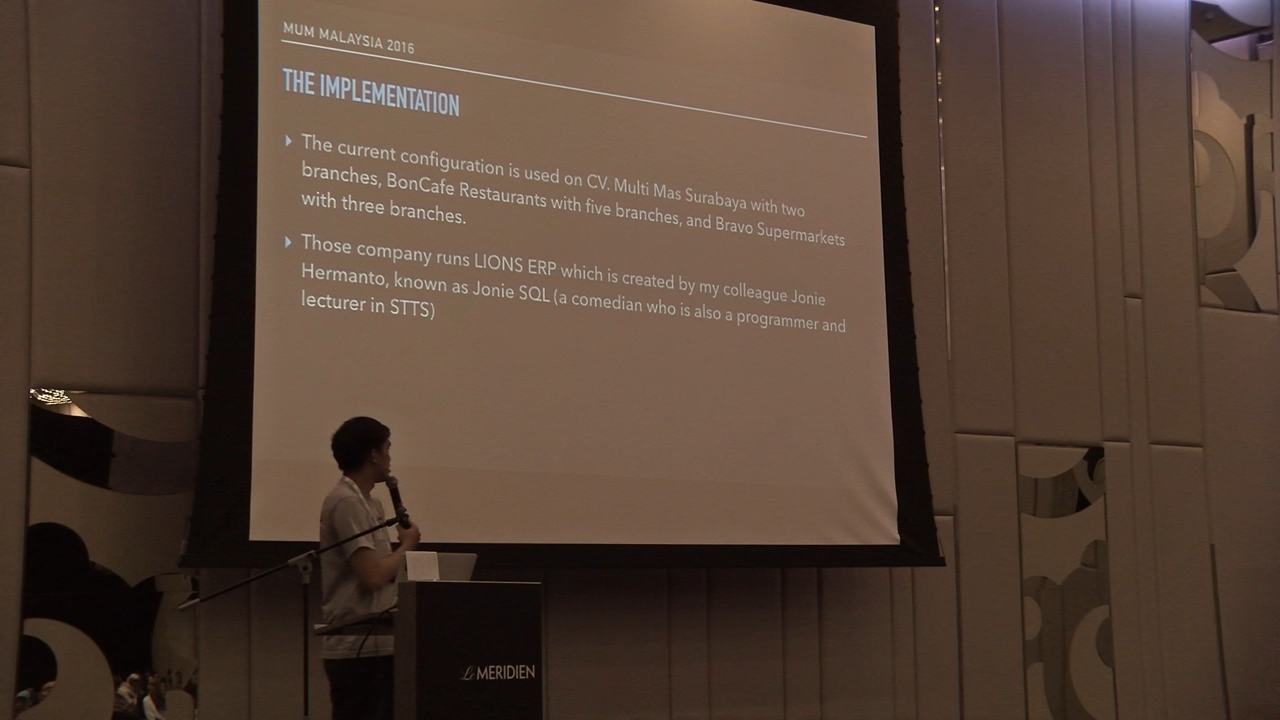 MUM MALAYSIA 2016
THE IMPLEMENTATION
The current configuration is used on CV. Multi Mas Surabaya with two
branches, BonCafe Restaurants with five branches, and Bravo Supermarkets
with three branches.
Those company runs LIONS ERP which is created by my colleague Jonie
Hermanto, known as Jonie SQL (a comedian who is also a programmer and
lecturer in STTS)
Le MERIDIEN